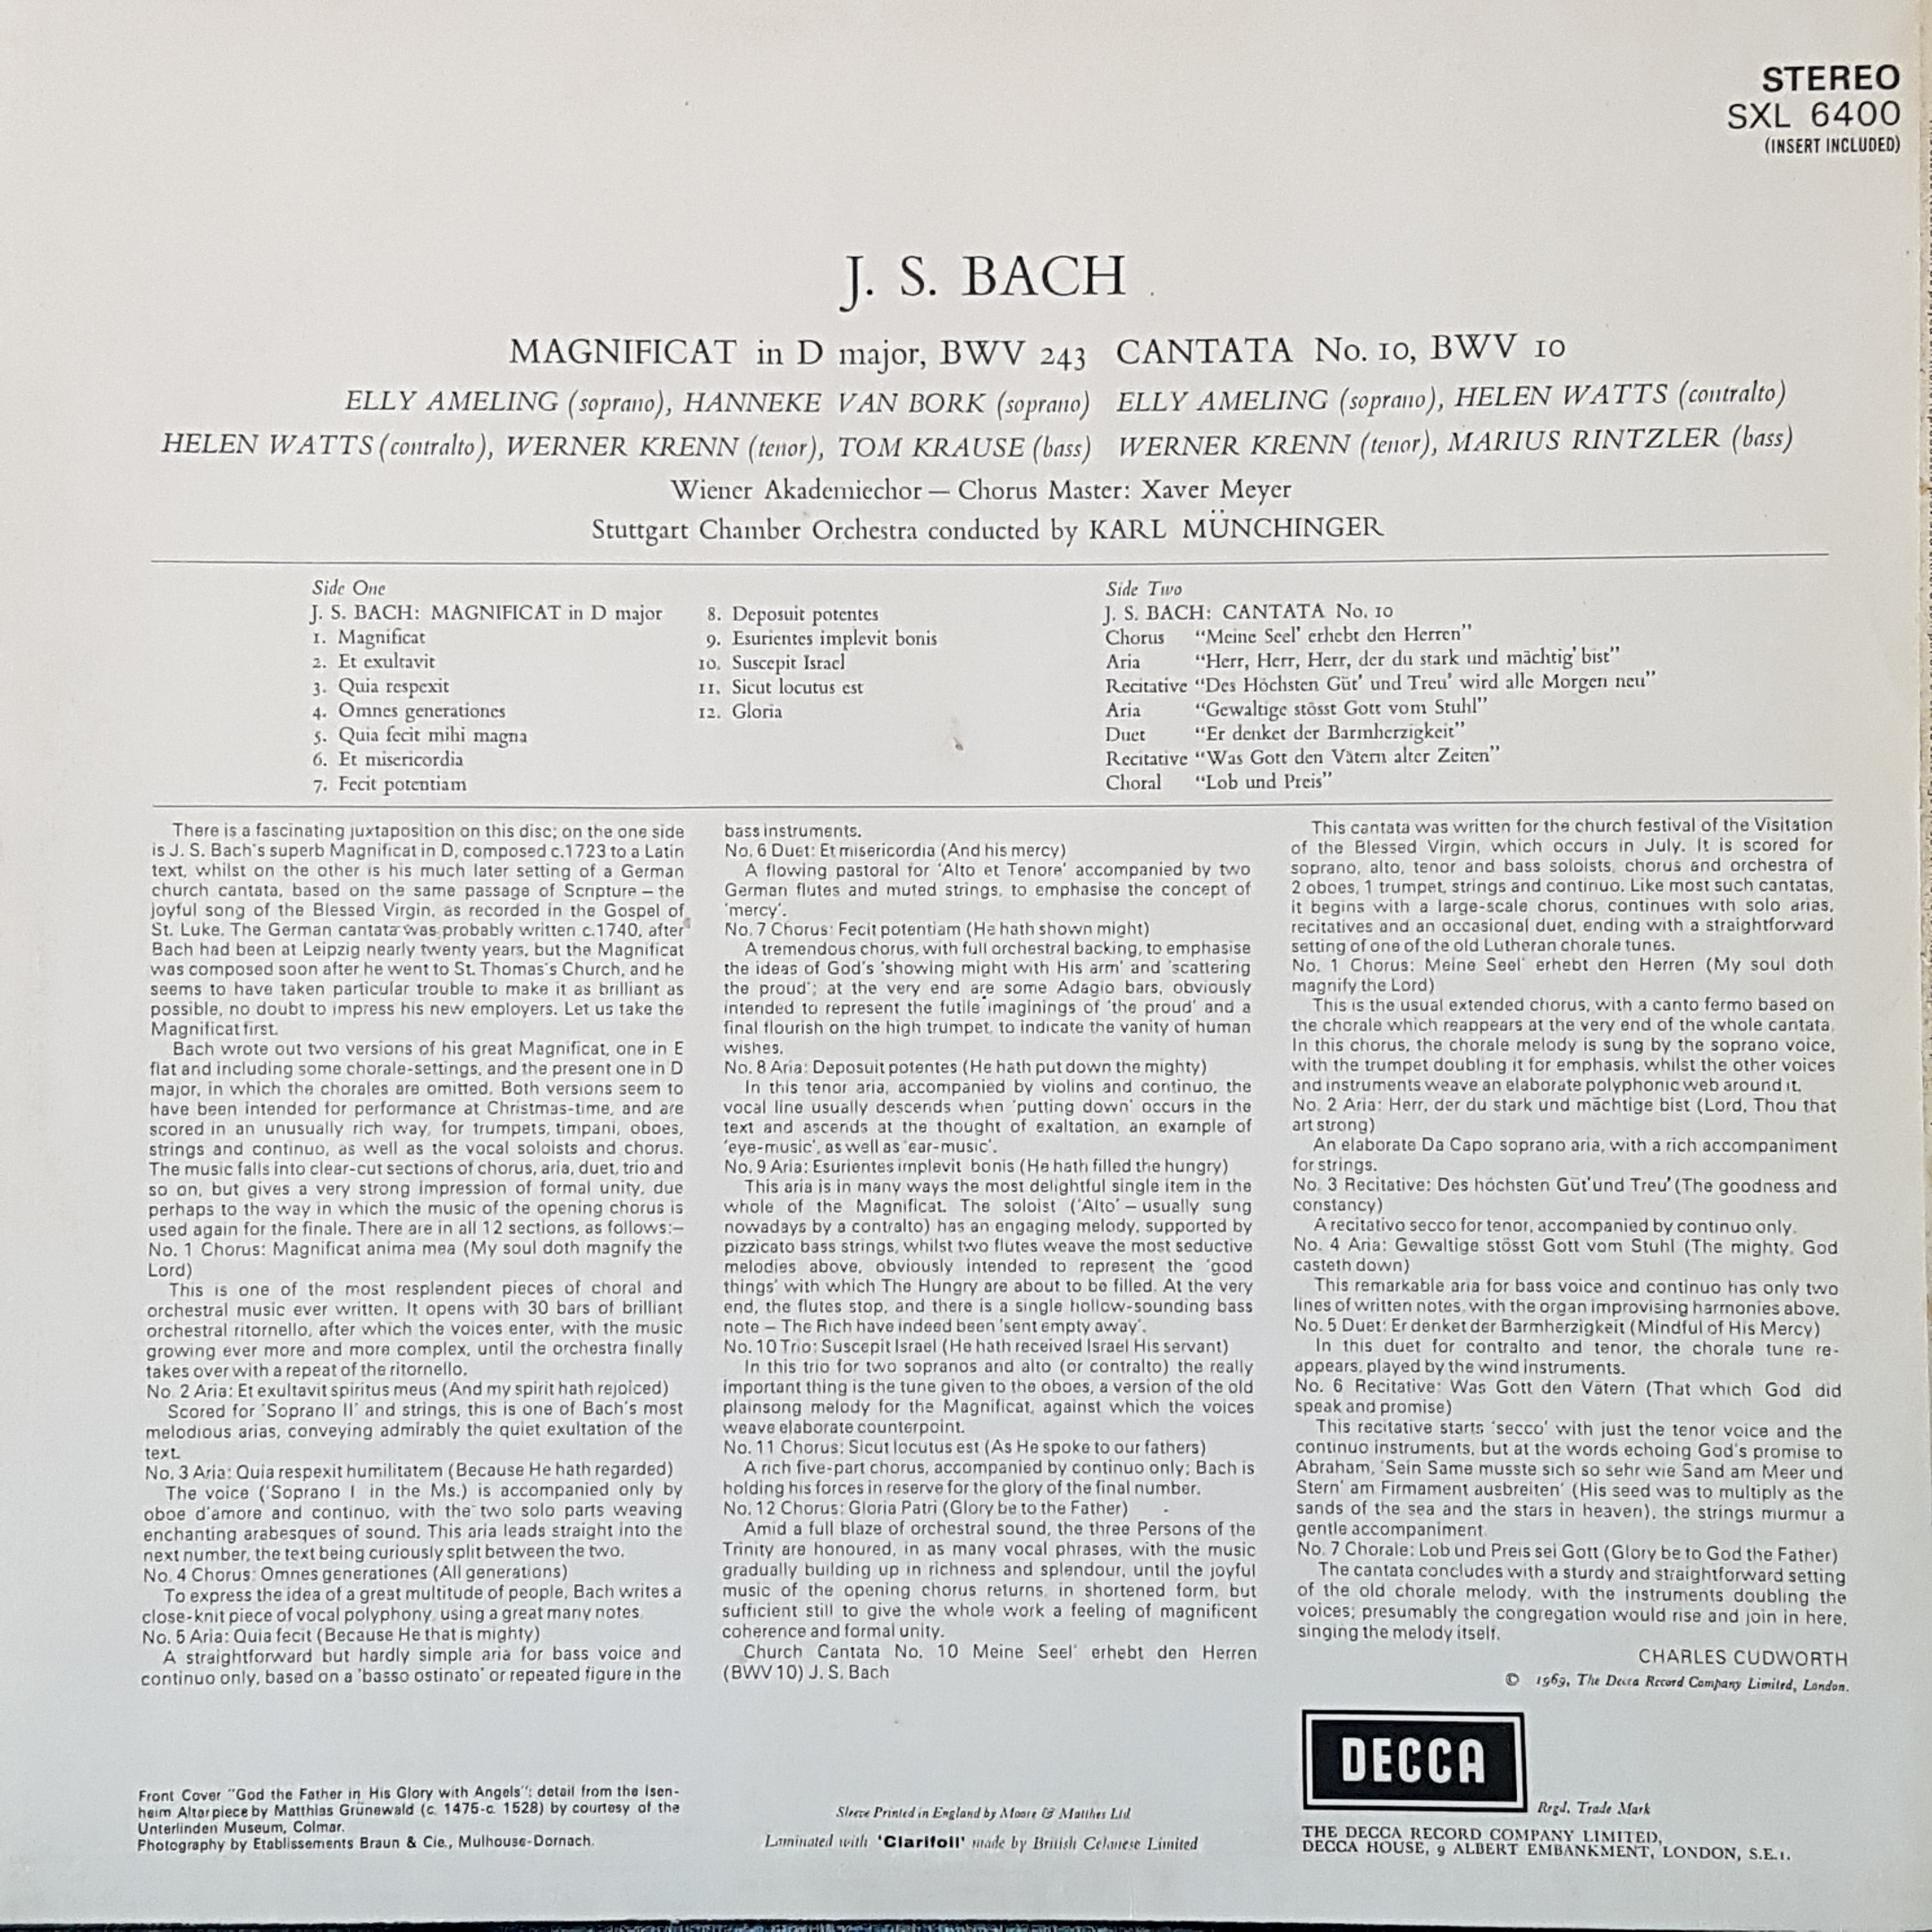 STEREO
SXL 6400
(INSERT INCLUDED)
J. S. BACH
MAGNIFICAT in D major, BWV 243 CANTATA No. 10, BWV 10
ELLY AMELING (soprano), HANNEKE VAN BORK (soprano) ELLY AMELING (soprano), HELEN WATTS (contralto)
HELEN WATTS (contralto), WERNER KRENN (tenor), TOM KRAUSE (bass) WERNER KRENN (tenor), MARIUS RINTZLER (bass)
Wiener Akademiechor — Chorus Master: Xaver Meyer
Stuttgart Chamber Orchestra conducted by KARL MÜNCHINGER
Side One
J. S. BACH: MAGNIFICAT in D major
1. Magnificat
2. Et exultavit
3. Quia respexit
4. Omnes generationes
5. Quia fecit mihi magna
6. Et misericordia
7. Fecit potentiam
8. Deposuit potentes
9. Esurientes implevit bonis
10. Suscepit Israel
11. Sicut locutus est
12. Gloria
Side Two
J. S. BACH: CANTATA No. 10
Chorus "Meine Seel' erhebt den Herren"
Aria "Herr, Herr, Herr, der du stark und mächtig' bist"
Recitative "Des Höchsten Güt' und Treu' wird alle Morgen neu"
Aria "Gewaltige stösst Gott vom Stuhl"
Duet "Er denket der Barmherzigkeit"
Recitative "Was Gott den Vätern alter Zeiten"
Choral "Lob und Preis"
There is a fascinating juxtaposition on this disc; on the one side
is J. S. Bach's superb Magnificat in D, composed c.1723 to a Latin
text, whilst on the other is his much later setting of a German
church cantata, based on the same passage of Scripture – the
joyful song of the Blessed Virgin, as recorded in the Gospel of
St. Luke. The German cantata was probably written c.1740, after
Bach had been at Leipzig nearly twenty years, but the Magnificat
was composed soon after he went to St. Thomas's Church, and he
seems to have taken particular trouble to make it as brilliant as
possible, no doubt to impress his new employers. Let us take the
Magnificat first.
Bach wrote out two versions of his great Magnificat, one in E
flat and including some chorale-settings, and the present one in D
major, in which the chorales are omitted. Both versions seem to
have been intended for performance at Christmas-time, and are
scored in an unusually rich way, for trumpets, timpani, oboes,
strings and continuo, as well as the vocal soloists and chorus.
The music falls into clear-cut sections of chorus, aria, duet, trio and
so on, but gives a very strong impression of formal unity, due
perhaps to the way in which the music of the opening chorus is
used again for the finale. There are in all 12 sections, as follows:–
No. 1 Chorus: Magnificat anima mea (My soul doth magnify the
Lord)
This is one of the most resplendent pieces of choral and
orchestral music ever written. It opens with 30 bars of brilliant
orchestral ritornello, after which the voices enter, with the music
growing ever more and more complex, until the orchestra finally
takes over with a repeat of the ritornello.
No. 2 Aria: Et exultavit spiritus meus (And my spirit hath rejoiced)
Scored for 'Soprano II' and strings, this is one of Bach's most
melodious arias, conveying admirably the quiet exultation of the
text.
No. 3 Aria: Quia respexit humilitatem (Because He hath regarded)
The voice ('Soprano I' in the Ms.) is accompanied only by
oboe d'amore and continuo, with the two solo parts weaving
enchanting arabesques of sound. This aria leads straight into the
next number, the text being curiously split between the two.
No. 4 Chorus: Omnes generationes (All generations)
To express the idea of a great multitude of people, Bach writes a
close-knit piece of vocal polyphony, using a great many notes.
No. 5 Aria: Quia fecit (Because He that is mighty)
A straightforward but hardly simple aria for bass voice and
continuo only, based on a 'basso ostinato' or repeated figure in the
bass instruments.
No. 6 Duet: Et misericordia (And his mercy)
A flowing pastoral for 'Alto et Tenore' accompanied by two
German flutes and muted strings, to emphasise the concept of
'mercy'.
No. 7 Chorus: Fecit potentiam (He hath shown might)
A tremendous chorus, with full orchestral backing, to emphasise
the ideas of God's 'showing might with His arm' and 'scattering
the proud'; at the very end are some Adagio bars, obviously
intended to represent the futile imaginings of 'the proud' and a
final flourish on the high trumpet, to indicate the vanity of human
wishes.
No. 8 Aria: Deposuit potentes (He hath put down the mighty)
In this tenor aria, accompanied by violins and continuo, the
vocal line usually descends when 'putting down' occurs in the
text and ascends at the thought of exaltation, an example of
'eye-music', as well as 'ear-music'.
No. 9 Aria: Esurientes implevit bonis (He hath filled the hungry)
This aria is in many ways the most delightful single item in the
whole of the Magnificat. The soloist ('Alto' – usually sung
nowadays by a contralto) has an engaging melody, supported by
pizzicato bass strings, whilst two flutes weave the most seductive
melodies above, obviously intended to represent the 'good
things' with which The Hungry are about to be filled. At the very
end, the flutes stop, and there is a single hollow-sounding bass
note – The Rich have indeed been 'sent empty away'.
No. 10 Trio: Suscepit Israel (He hath received Israel His servant)
In this trio for two sopranos and alto (or contralto) the really
important thing is the tune given to the oboes, a version of the old
plainsong melody for the Magnificat, against which the voices
weave elaborate counterpoint.
No. 11 Chorus: Sicut locutus est (As He spoke to our fathers)
A rich five-part chorus, accompanied by continuo only; Bach is
holding his forces in reserve for the glory of the final number.
No. 12 Chorus: Gloria Patri (Glory be to the Father)
Amid a full blaze of orchestral sound, the three Persons of the
Trinity are honoured, in as many vocal phrases, with the music
gradually building up in richness and splendour, until the joyful
music of the opening chorus returns, in shortened form, but
sufficient still to give the whole work a feeling of magnificent
coherence and formal unity.
Church Cantata No. 10 Meine Seel' erhebt den Herren
(BWV 10) J. S. Bach
This cantata was written for the church festival of the Visitation
of the Blessed Virgin, which occurs in July. It is scored for
soprano, alto, tenor and bass soloists, chorus and orchestra of
2 oboes, 1 trumpet, strings and continuo. Like most such cantatas,
it begins with a large-scale chorus, continues with solo arias,
recitatives and an occasional duet, ending with a straightforward
setting of one of the old Lutheran chorale tunes.
No. 1 Chorus: Meine Seel' erhebt den Herren (My soul doth
magnify the Lord)
This is the usual extended chorus, with a canto fermo based on
the chorale which reappears at the very end of the whole cantata.
In this chorus, the chorale melody is sung by the soprano voice,
with the trumpet doubling it for emphasis, whilst the other voices
and instruments weave an elaborate polyphonic web around it.
No. 2 Aria: Herr, der du stark und mächtige bist (Lord, Thou that
art strong)
An elaborate Da Capo soprano aria, with a rich accompaniment
for strings.
No. 3 Recitative: Des höchsten Güt' und Treu' (The goodness and
constancy)
A recitativo secco for tenor, accompanied by continuo only.
No. 4 Aria: Gewaltige stösst Gott vom Stuhl (The mighty, God
casteth down)
This remarkable aria for bass voice and continuo has only two
lines of written notes, with the organ improvising harmonies above.
No. 5 Duet: Er denket der Barmherzigkeit (Mindful of His Mercy)
In this duet for contralto and tenor, the chorale tune re-
appears, played by the wind instruments.
No. 6 Recitative: Was Gott den Vätern (That which God did
speak and promise)
This recitative starts 'secco' with just the tenor voice and the
continuo instruments, but at the words echoing God's promise to
Abraham, 'Sein Same musste sich so sehr wie Sand am Meer und
Stern' am Firmament ausbreiten' (His seed was to multiply as the
sands of the sea and the stars in heaven), the strings murmur a
gentle accompaniment.
No. 7 Chorale: Lob und Preis sei Gott (Glory be to God the Father)
The cantata concludes with a sturdy and straightforward setting
of the old chorale melody, with the instruments doubling the
voices; presumably the congregation would rise and join in here,
singing the melody itself.
CHARLES CUDWORTH
© 1969, The Decca Record Company Limited, London.
Front Cover "God the Father in His Glory with Angels": detail from the Isen-
heim Altarpiece by Matthias Grünewald (c. 1475-c. 1528) by courtesy of the
Unterlinden Museum, Colmar.
Photography by Etablissements Braun & Cie., Mulhouse-Dornach.
Sleeve Printed in England by Moore & Matthes Ltd
Laminated with 'Clarifoil' made by British Celanese Limited
DECCA
Regd. Trade Mark
THE DECCA RECORD COMPANY LIMITED,
DECCA HOUSE, 9 ALBERT EMBANKMENT, LONDON, S.E.1.